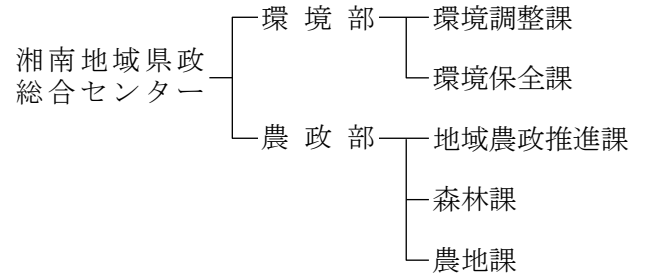 湘南地域県政
総合センター
環境部
環境調整課
環境保全課
農政部
地域農政推進課
森林課
農地課